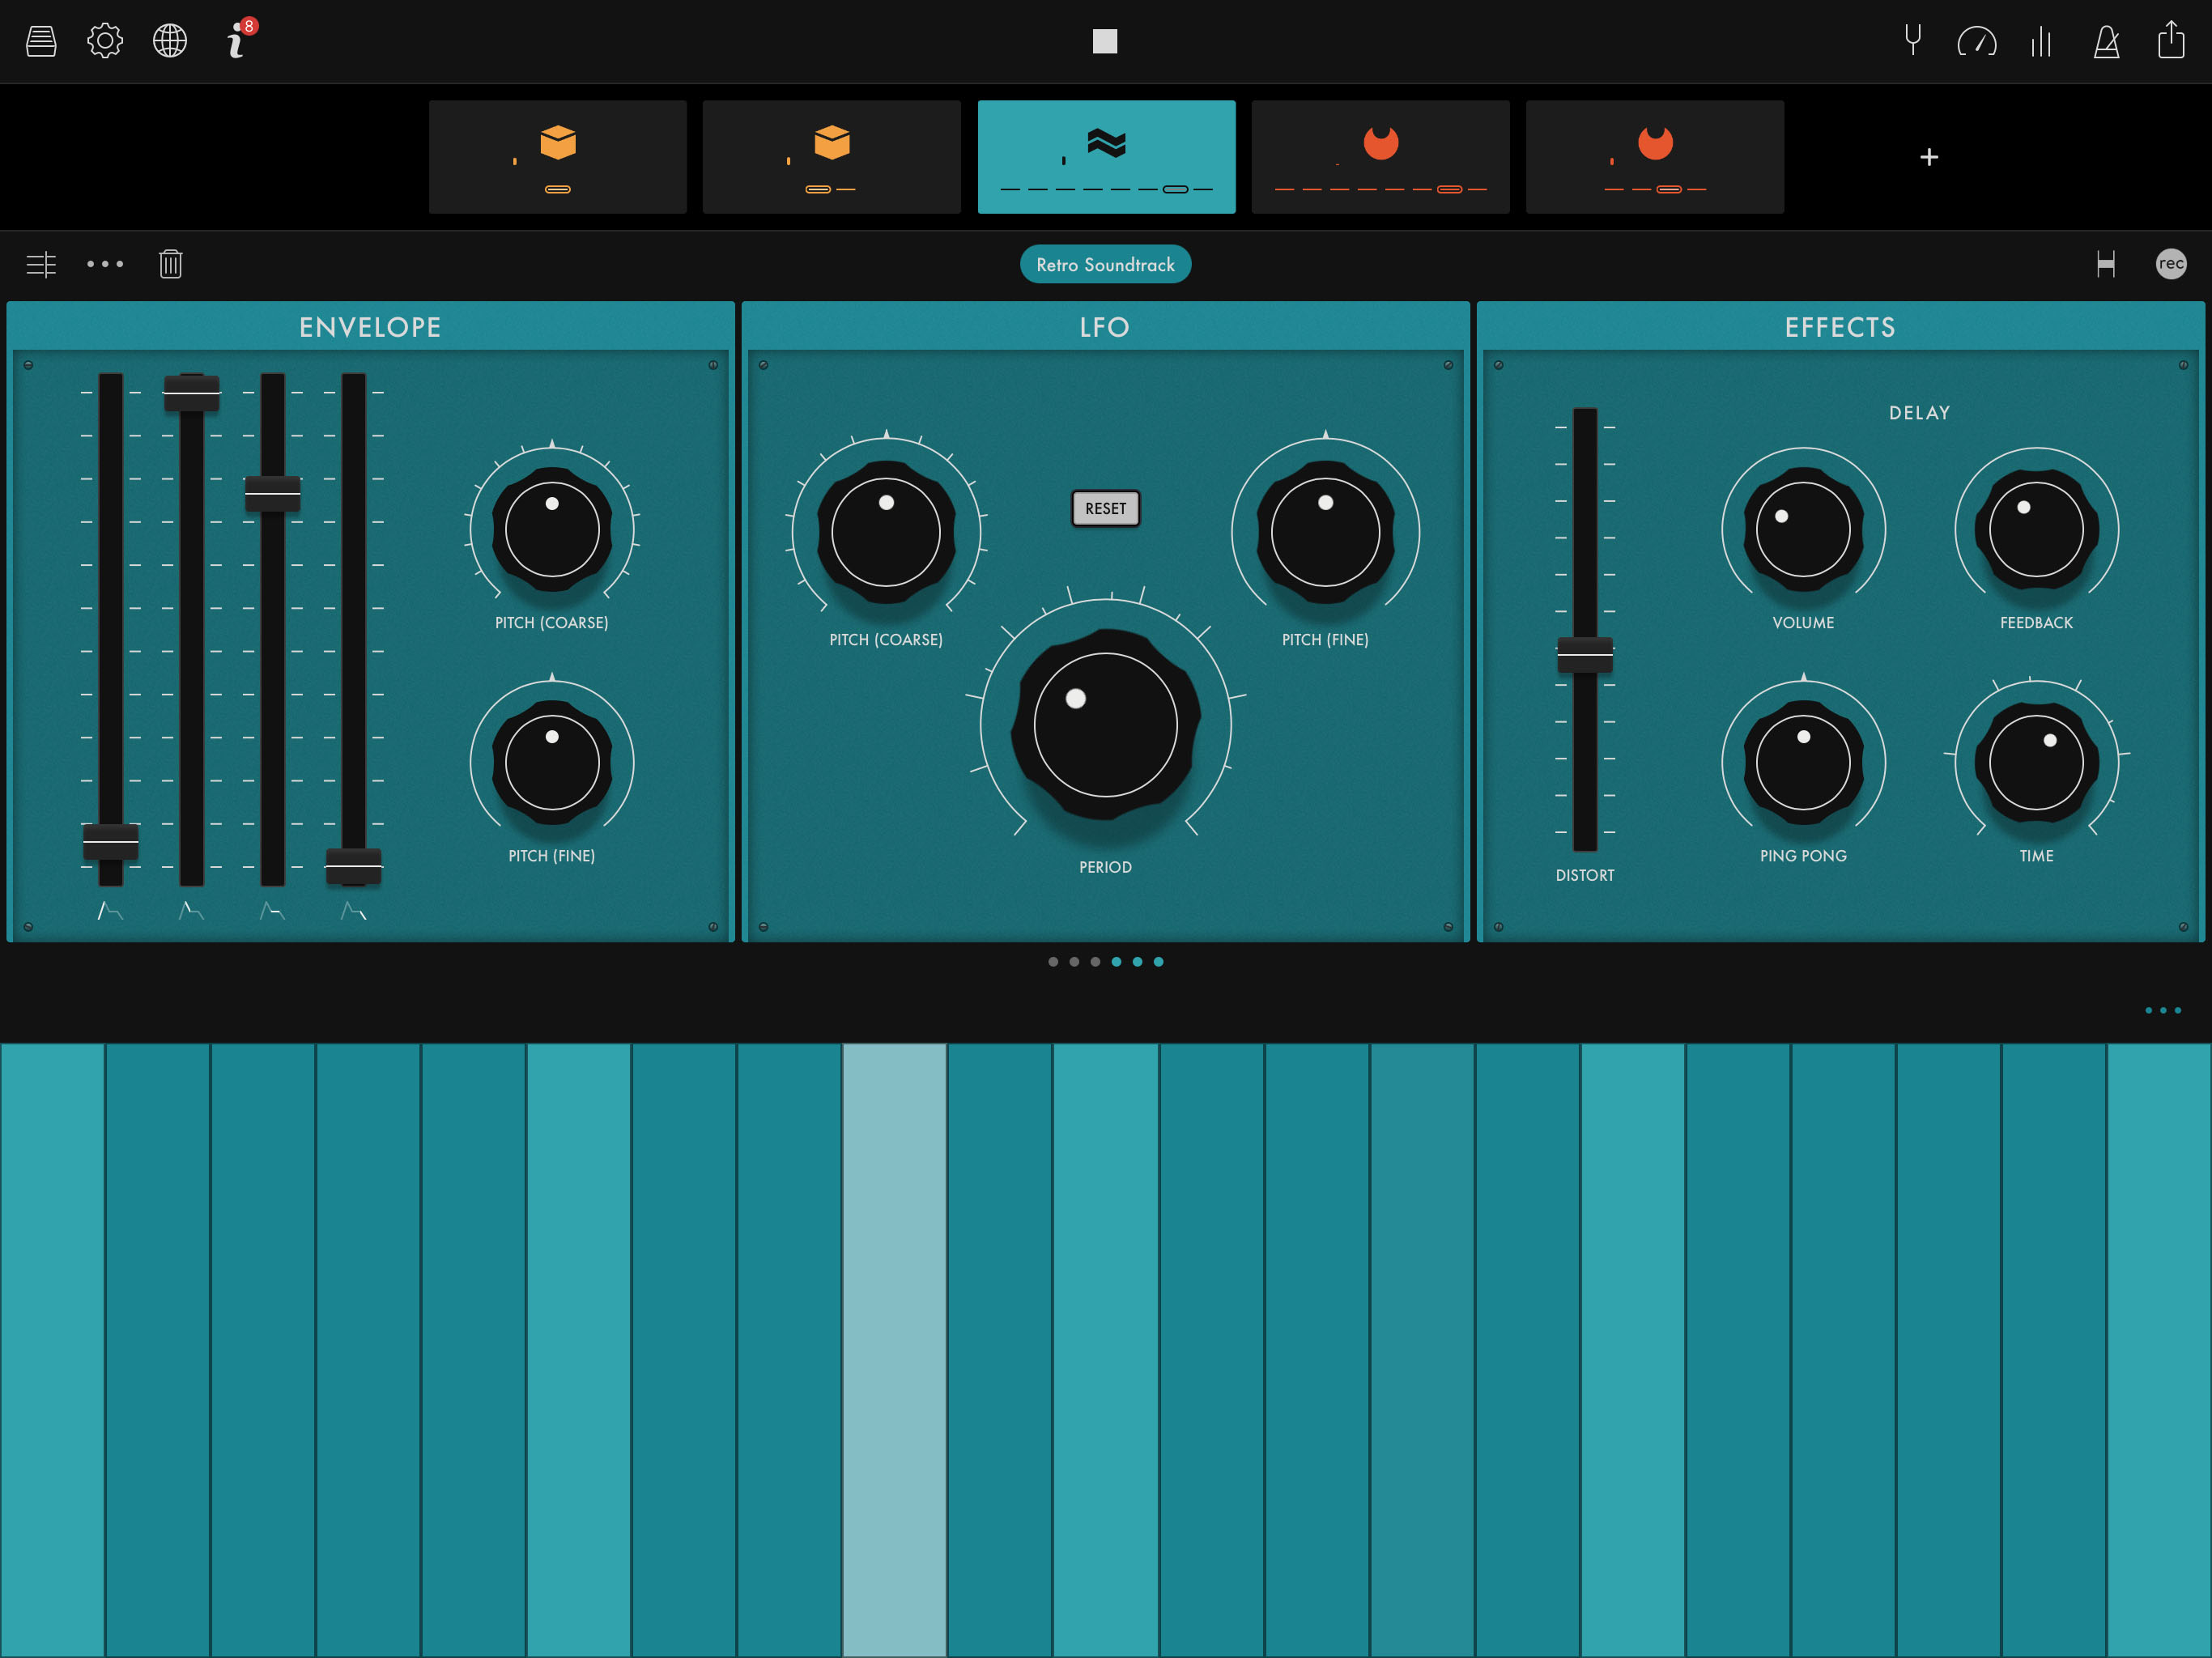 i 8
Retro Soundtrack
rec
ENVELOPE
LFO
EFFECTS
DELAY
RESET
PITCH (COARSE)
VOLUME
FEEDBACK
PITCH (COARSE)
PITCH (FINE)
PITCH (FINE)
PING PONG
TIME
PERIOD
DISTORT